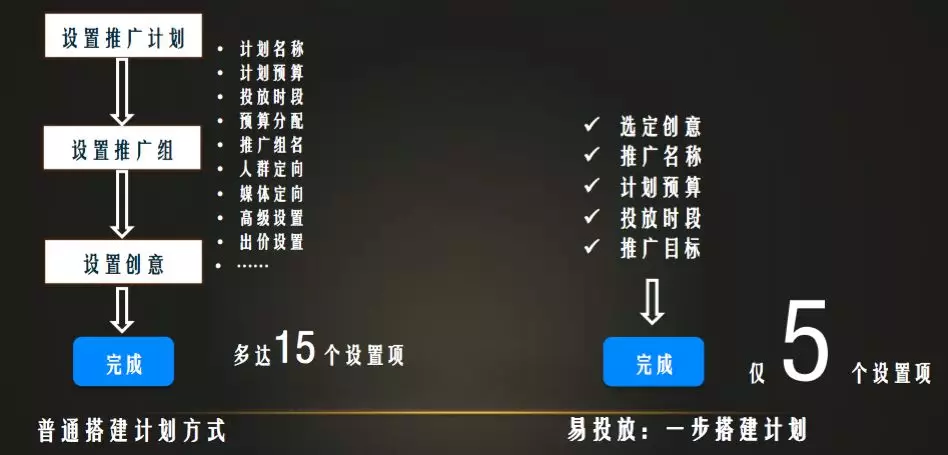 设置推广计划
设置推广组
设置创意
完成
• 计划名称
• 计划预算
• 投放时段
• 预算分配
• 推广组名
• 人群定向
• 媒体定向
• 高级设置
• 出价设置
• ……
多达15个设置项
普通搭建计划方式
✓ 选定创意
✓ 推广名称
✓ 计划预算
✓ 投放时段
✓ 推广目标
完成
仅5个设置项
易投放：一步搭建计划